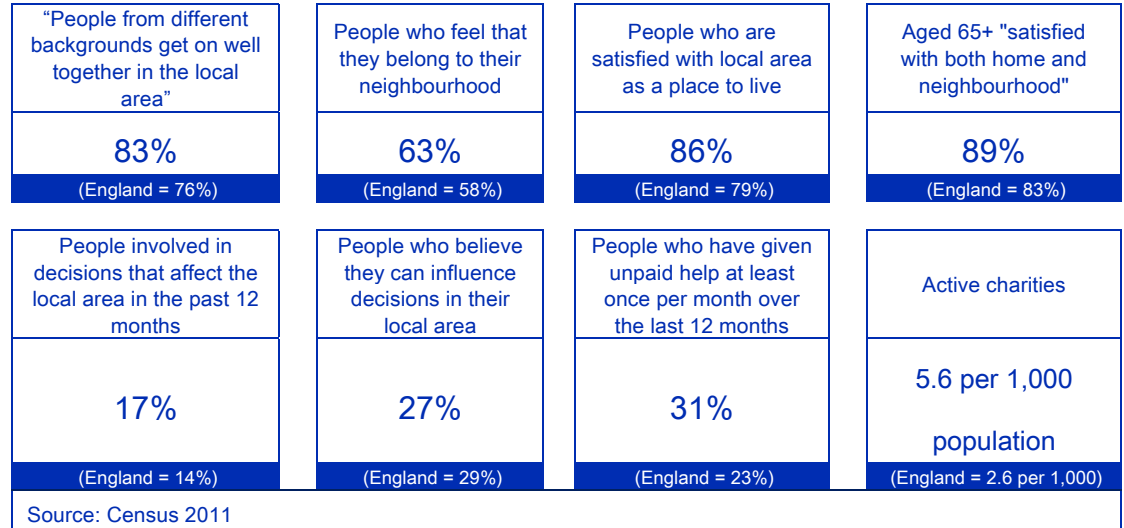 “People from different
backgrounds get on well
together in the local
area”
83%
(England = 76%)
People who feel that
they belong to their
neighbourhood
63%
(England = 58%)
People who are
satisfied with local area
as a place to live
86%
(England = 79%)
Aged 65+ "satisfied
with both home and
neighbourhood"
89%
(England = 83%)
People involved in
decisions that affect the
local area in the past 12
months
17%
(England = 14%)
People who believe
they can influence
decisions in their
local area
27%
(England = 29%)
People who have given
unpaid help at least
once per month over
the last 12 months
31%
(England = 23%)
Active charities
5.6 per 1,000
population
(England = 2.6 per 1,000)
Source: Census 2011